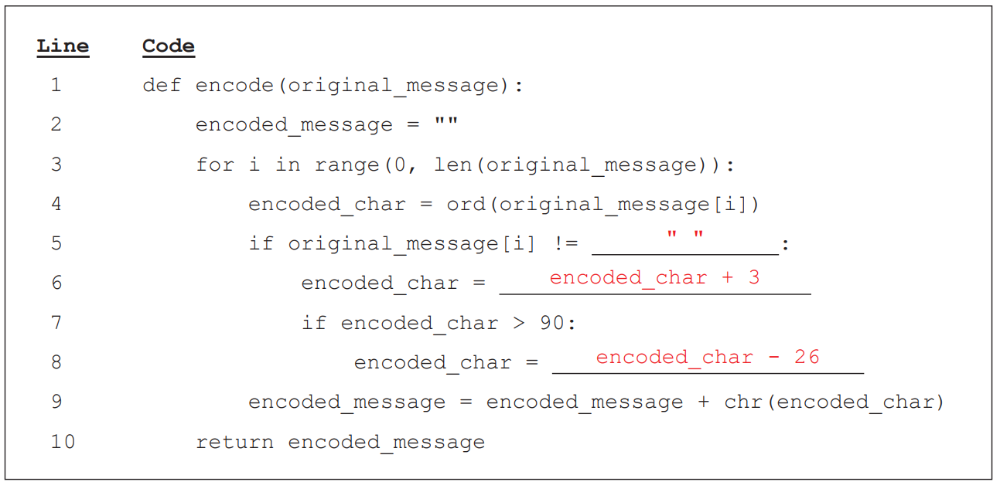 Line Code
1 def encode(original_message):
2 encoded_message = ""
3 for i in range(0, len(original_message)):
4 encoded_char = ord(original_message[i])
5 if original_message[i] != " ":
6 encoded_char = encoded_char + 3
7 if encoded_char > 90:
8 encoded_char = encoded_char - 26
9 encoded_message = encoded_message + chr(encoded_char)
10 return encoded_message